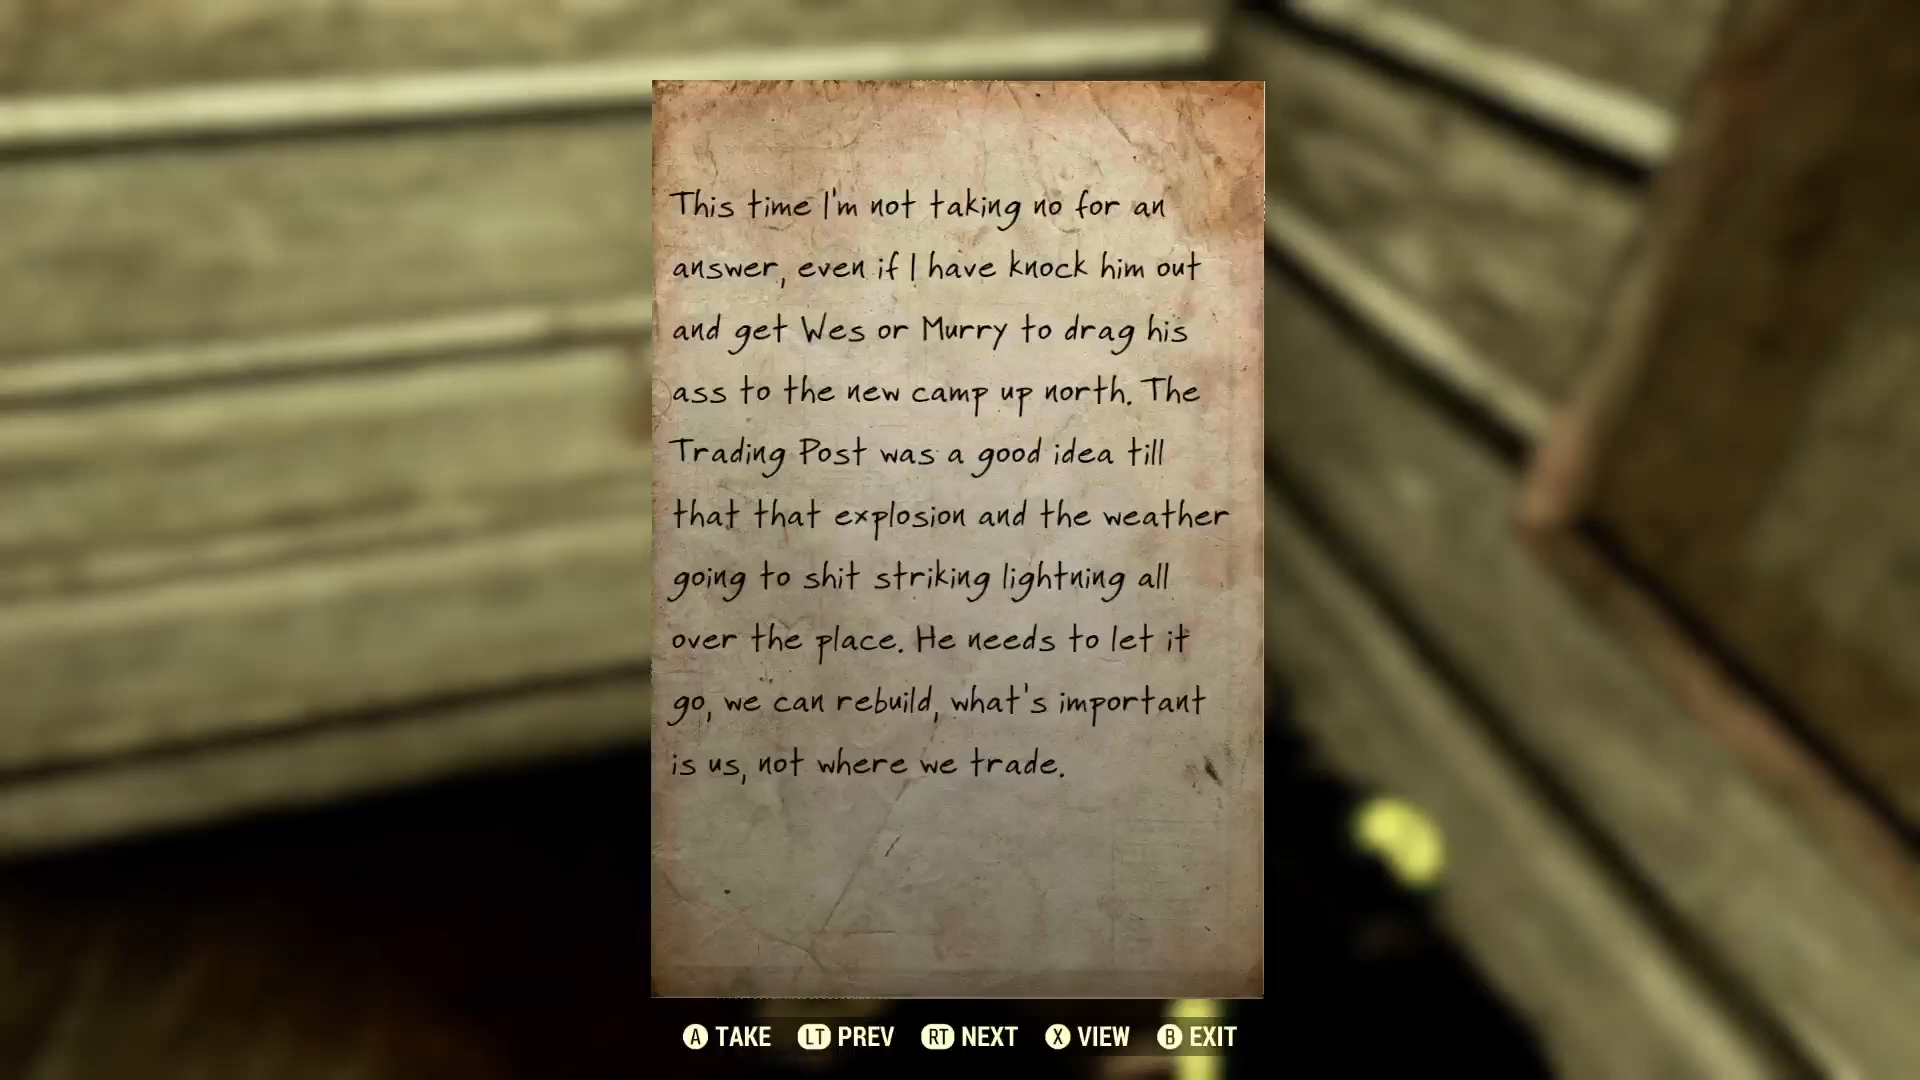 This time I'm not taking no for an
answer, even if I have knock him out
and get Wes or Murry to drag his
ass to the new camp up north. The
Trading Post was a good idea till
that that explosion and the weather
going to shit striking lightning all
over the place. He needs to let it
go, we can rebuild, what's important
is us, not where we trade.
A TAKE LT PREV RT NEXT X VIEW B EXIT